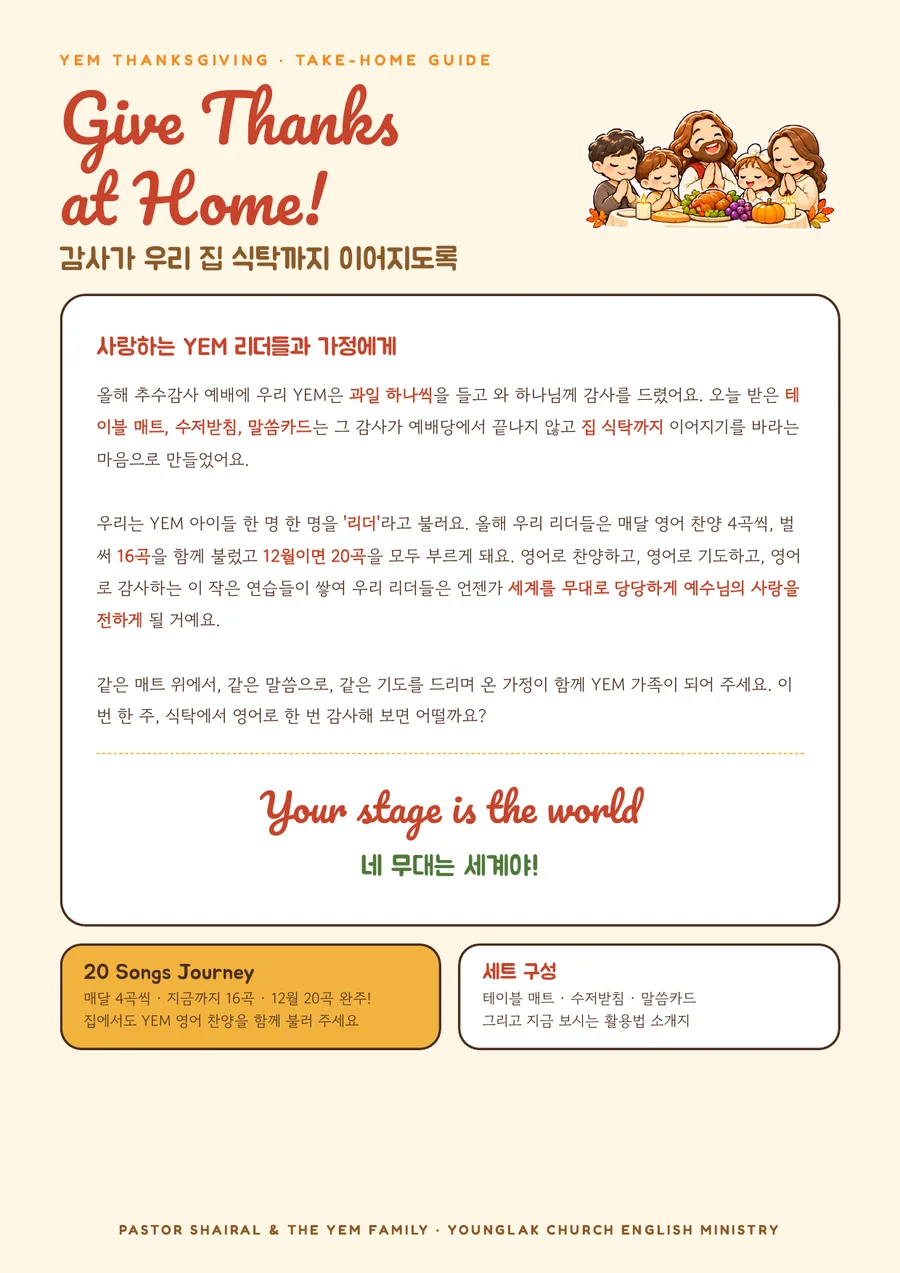 YEM THANKSGIVING · TAKE-HOME GUIDE
Give Thanks
at Home!
감사가 우리 집 식탁까지 이어지도록
사랑하는 YEM 리더들과 가정에게
올해 추수감사 예배에 우리 YEM은 과일 하나씩을 들고 와 하나님께 감사를 드렸어요. 오늘 받은 테
이블 매트, 수저받침, 말씀카드는 그 감사가 예배당에서 끝나지 않고 집 식탁까지 이어지기를 바라는
마음으로 만들었어요.
우리는 YEM 아이들 한 명 한 명을 '리더'라고 불러요. 올해 우리 리더들은 매달 영어 찬양 4곡씩, 벌
써 16곡을 함께 불렀고 12월이면 20곡을 모두 부르게 돼요. 영어로 찬양하고, 영어로 기도하고, 영어
로 감사하는 이 작은 연습들이 쌓여 우리 리더들은 언젠가 세계를 무대로 당당하게 예수님의 사랑을
전하게 될 거예요.
같은 매트 위에서, 같은 말씀으로, 같은 기도를 드리며 온 가정이 함께 YEM 가족이 되어 주세요. 이
번 한 주, 식탁에서 영어로 한 번 감사해 보면 어떨까요?
Your stage is the world
네 무대는 세계야!
20 Songs Journey
매달 4곡씩 · 지금까지 16곡 · 12월 20곡 완주!
집에서도 YEM 영어 찬양을 함께 불러 주세요
세트 구성
테이블 매트 · 수저받침 · 말씀카드
그리고 지금 보시는 활용법 소개지
PASTOR SHAIRAL & THE YEM FAMILY · YOUNGLAK CHURCH ENGLISH MINISTRY